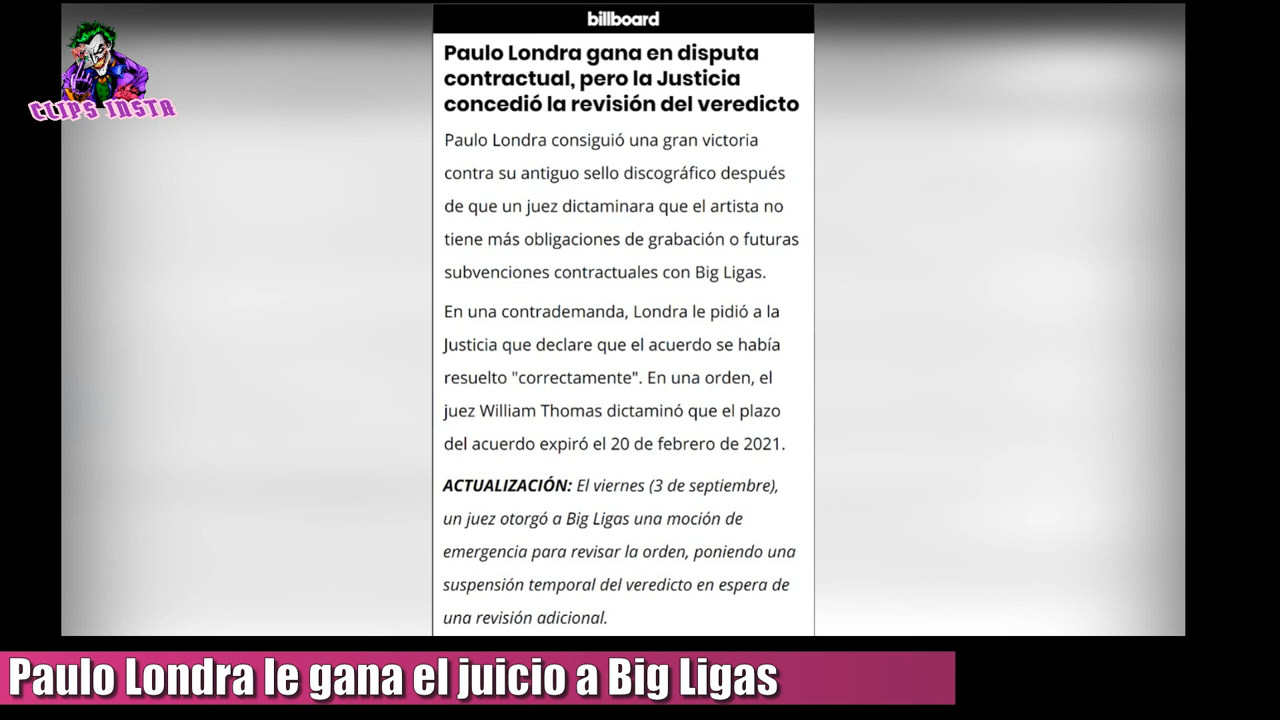 billboard
CLIPS INSTA
Paulo Londra gana en disputa
contractual, pero la Justicia
concedió la revisión del veredicto
Paulo Londra consiguió una gran victoria
contra su antiguo sello discográfico después
de que un juez dictaminara que el artista no
tiene más obligaciones de grabación o futuras
subvenciones contractuales con Big Ligas.
En una contrademanda, Londra le pidió a la
Justicia que declare que el acuerdo se había
resuelto "correctamente". En una orden, el
juez William Thomas dictaminó que el plazo
del acuerdo expiró el 20 de febrero de 2021.
ACTUALIZACIÓN: El viernes (3 de septiembre),
un juez otorgó a Big Ligas una moción de
emergencia para revisar la orden, poniendo una
suspensión temporal del veredicto en espera de
una revisión adicional.
Paulo Londra le gana el juicio a Big Ligas